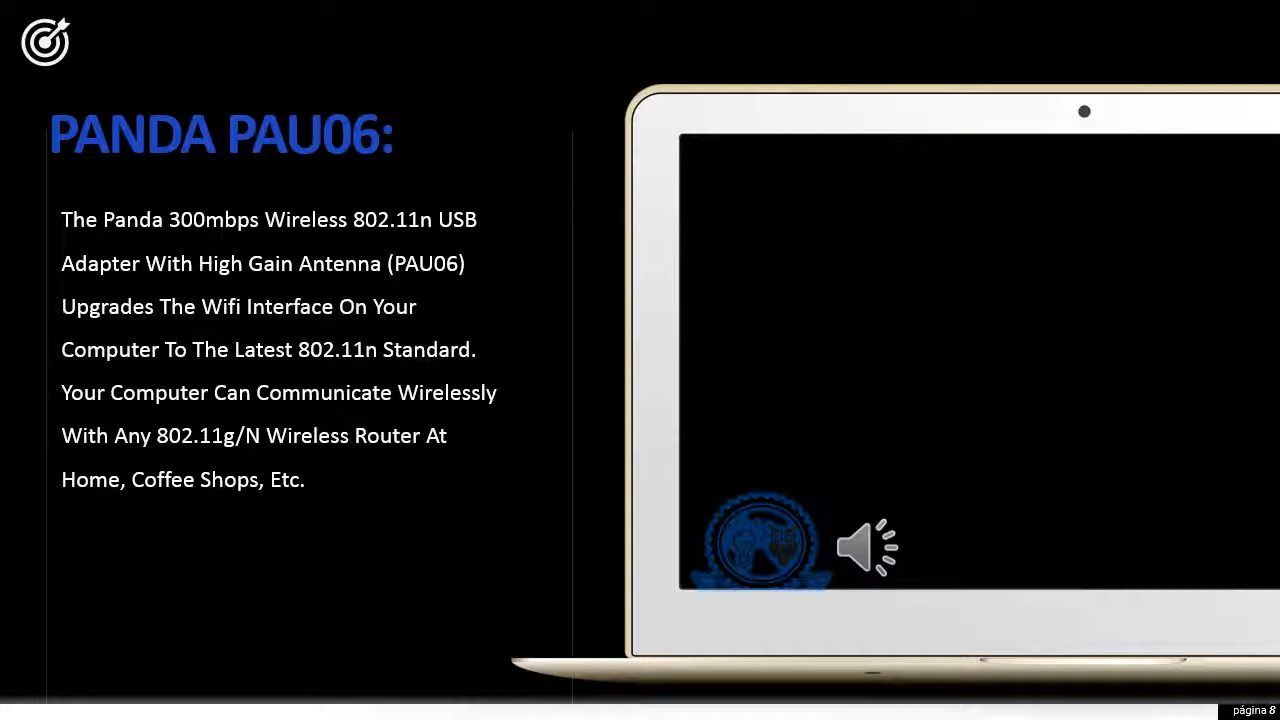 PANDA PAU06:
The Panda 300mbps Wireless 802.11n USB
Adapter With High Gain Antenna (PAU06)
Upgrades The Wifi Interface On Your
Computer To The Latest 802.11n Standard.
Your Computer Can Communicate Wirelessly
With Any 802.11g/N Wireless Router At
Home, Coffee Shops, Etc.
página 8